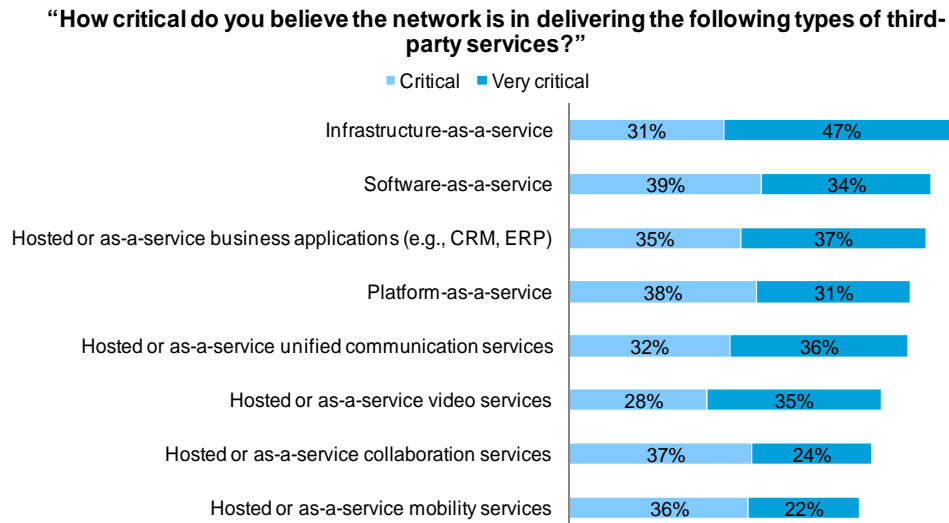 “How critical do you believe the network is in delivering the following types of third-
party services?”
Critical Very critical
Infrastructure-as-a-service 31% 47%
Software-as-a-service 39% 34%
Hosted or as-a-service business applications (e.g., CRM, ERP) 35% 37%
Platform-as-a-service 38% 31%
Hosted or as-a-service unified communication services 32% 36%
Hosted or as-a-service video services 28% 35%
Hosted or as-a-service collaboration services 37% 24%
Hosted or as-a-service mobility services 36% 22%